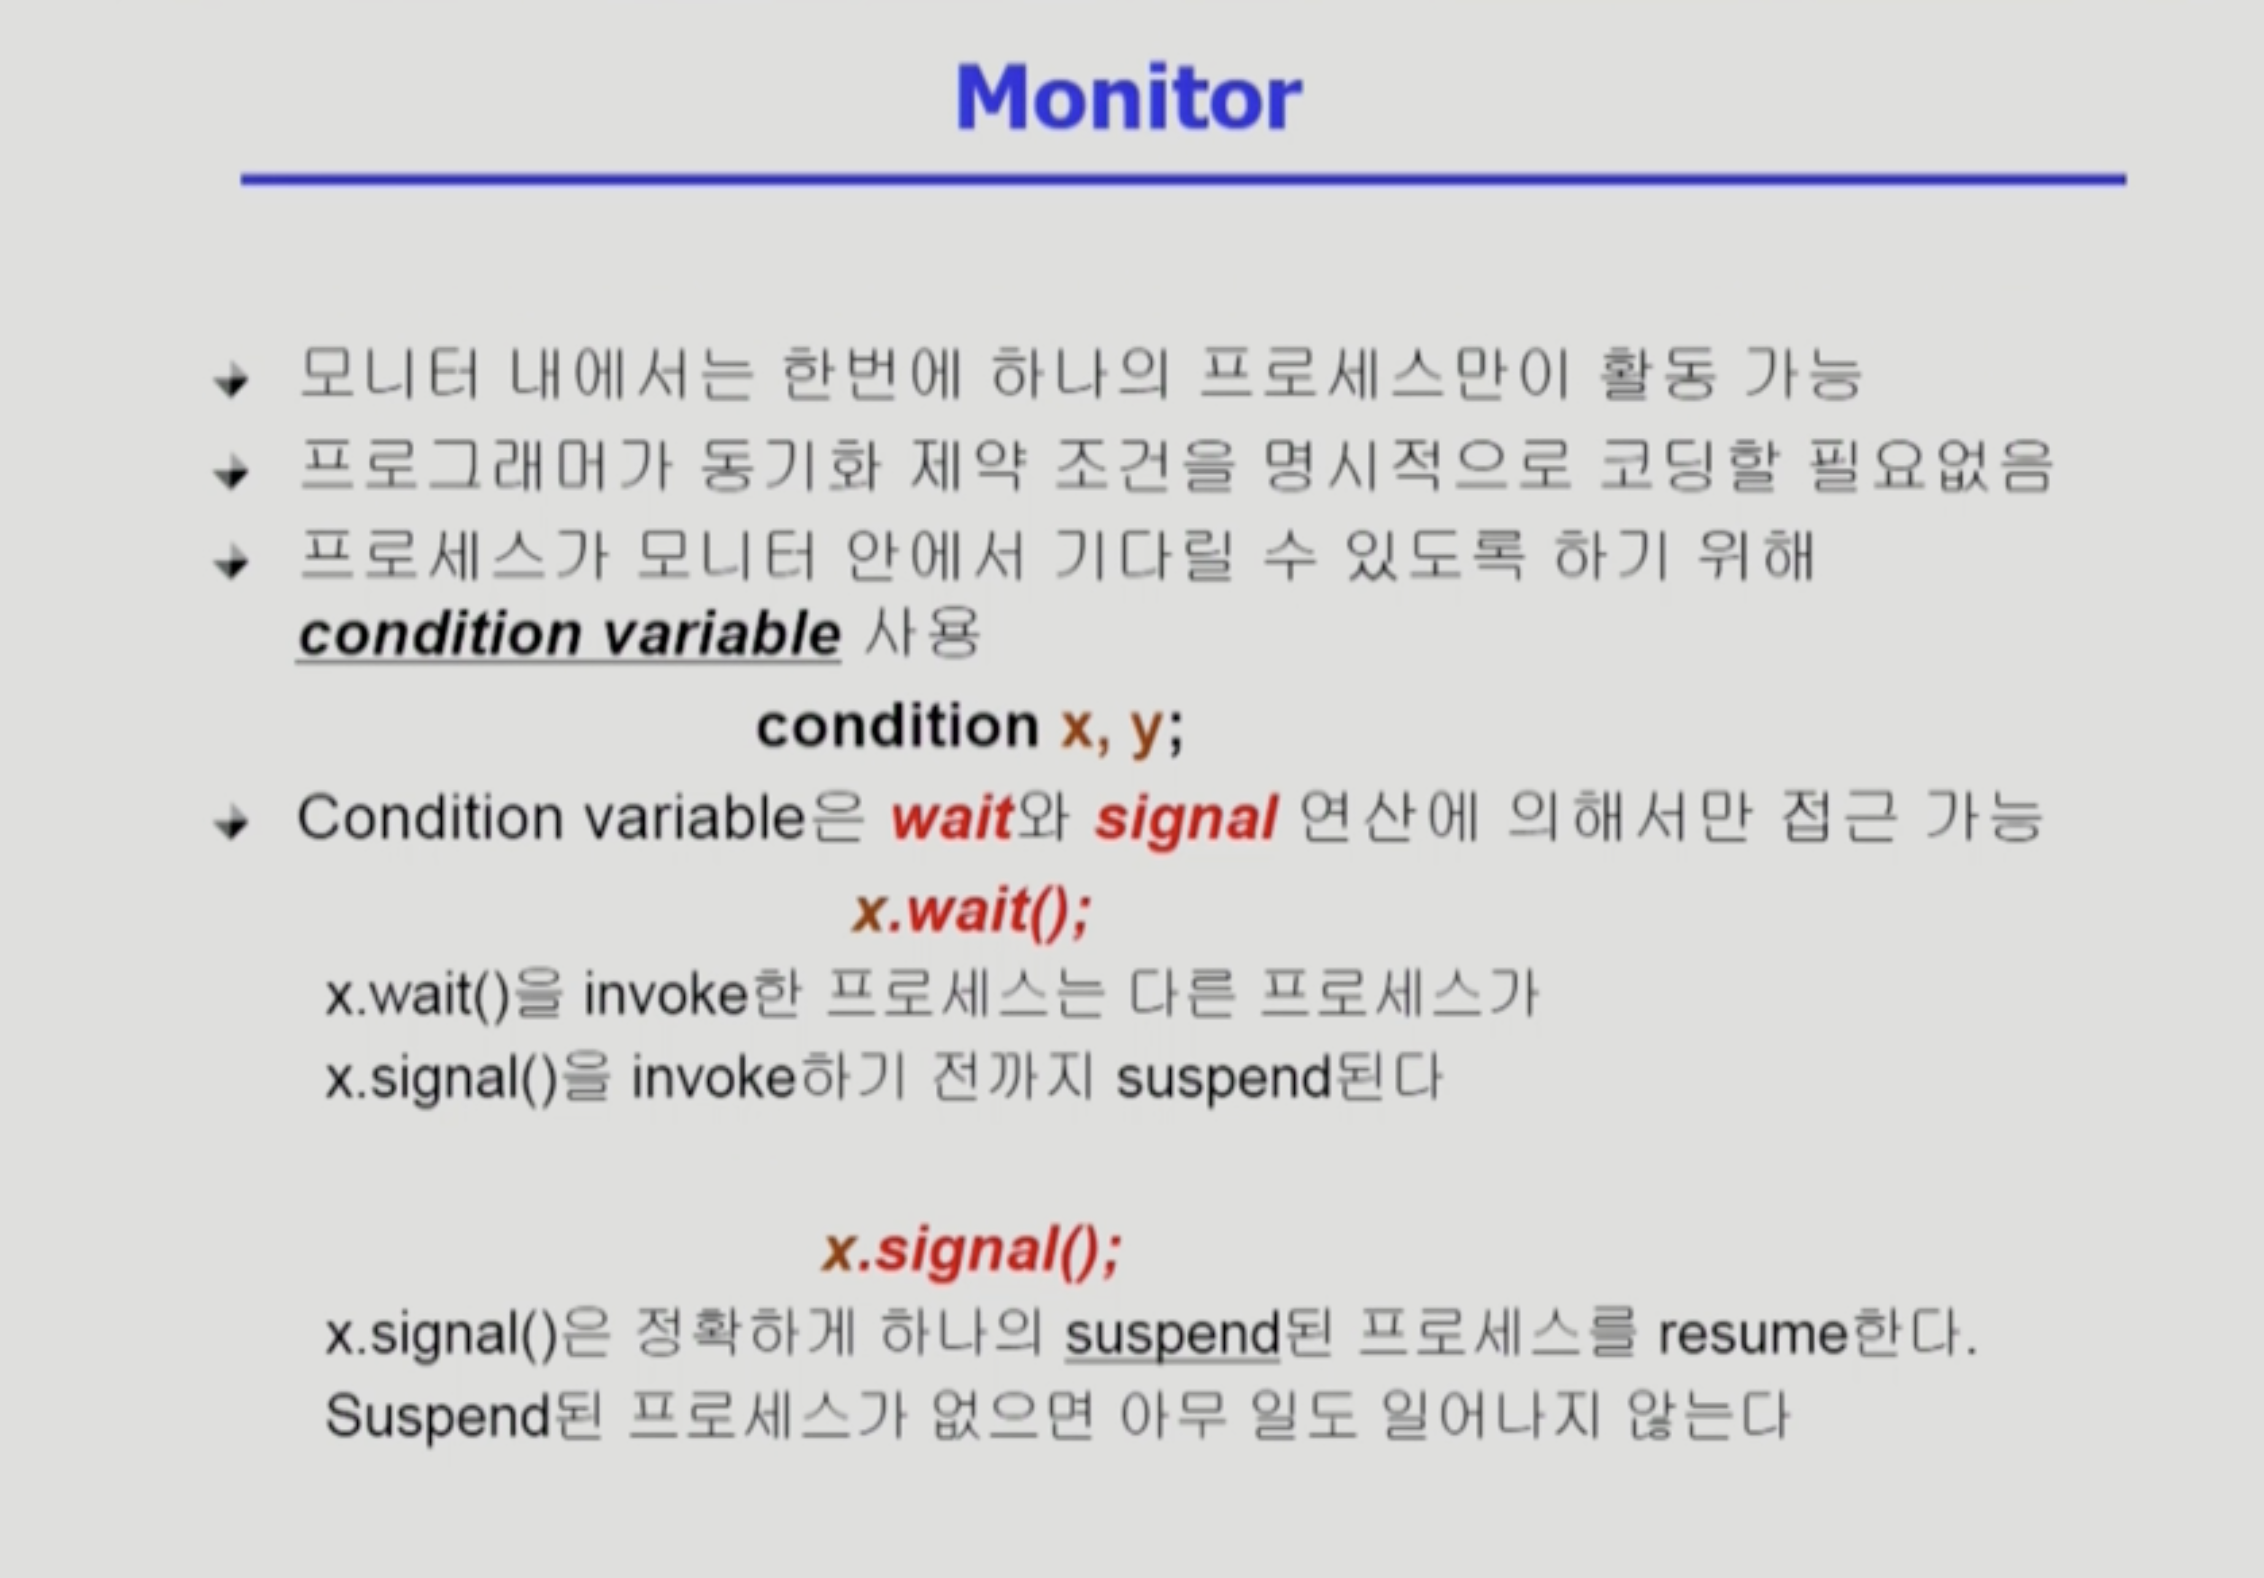 Monitor
모니터 내에서는 한번에 하나의 프로세스만이 활동 가능
프로그래머가 동기화 제약 조건을 명시적으로 코딩할 필요없음
프로세스가 모니터 안에서 기다릴 수 있도록 하기 위해
condition variable 사용
condition x, y;
Condition variable은 wait와 signal 연산에 의해서만 접근 가능
x.wait();
x.wait()을 invoke한 프로세스는 다른 프로세스가
x.signal()을 invoke하기 전까지 suspend된다
x.signal();
x.signal()은 정확하게 하나의 suspend된 프로세스를 resume한다.
Suspend된 프로세스가 없으면 아무 일도 일어나지 않는다